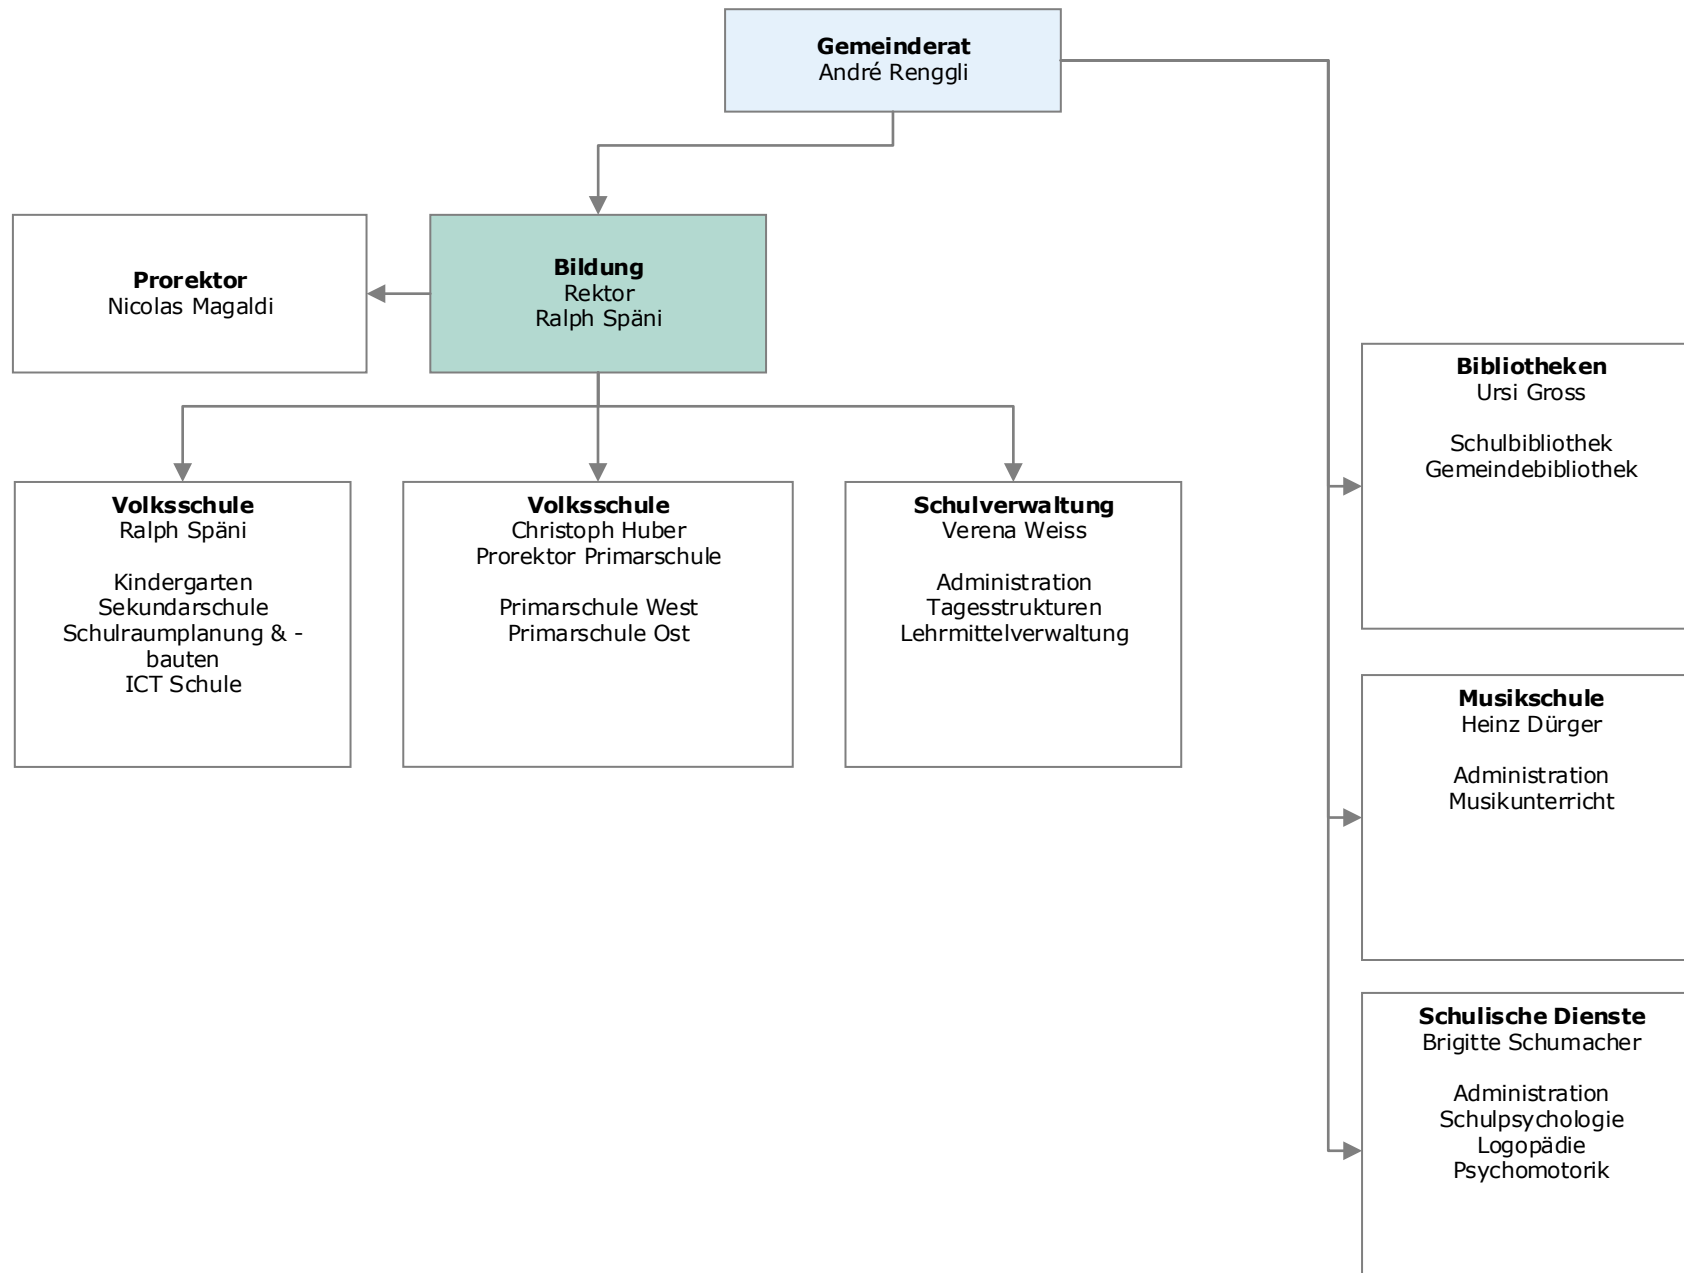 Gemeinderat
André Renggli
Prorektor
Nicolas Magaldi
Bildung
Rektor
Ralph Späni
Bibliotheken
Ursi Gross
Schulbibliothek
Gemeindebibliothek
Volksschule
Ralph Späni
Kindergarten
Sekundarschule
Schulraumplanung & -
bauten
ICT Schule
Volksschule
Christoph Huber
Prorektor Primarschule
Primarschule West
Primarschule Ost
Schulverwaltung
Verena Weiss
Administration
Tagesstrukturen
Lehrmittelverwaltung
Musikschule
Heinz Dürger
Administration
Musikunterricht
Schulische Dienste
Brigitte Schumacher
Administration
Schulpsychologie
Logopädie
Psychomotorik